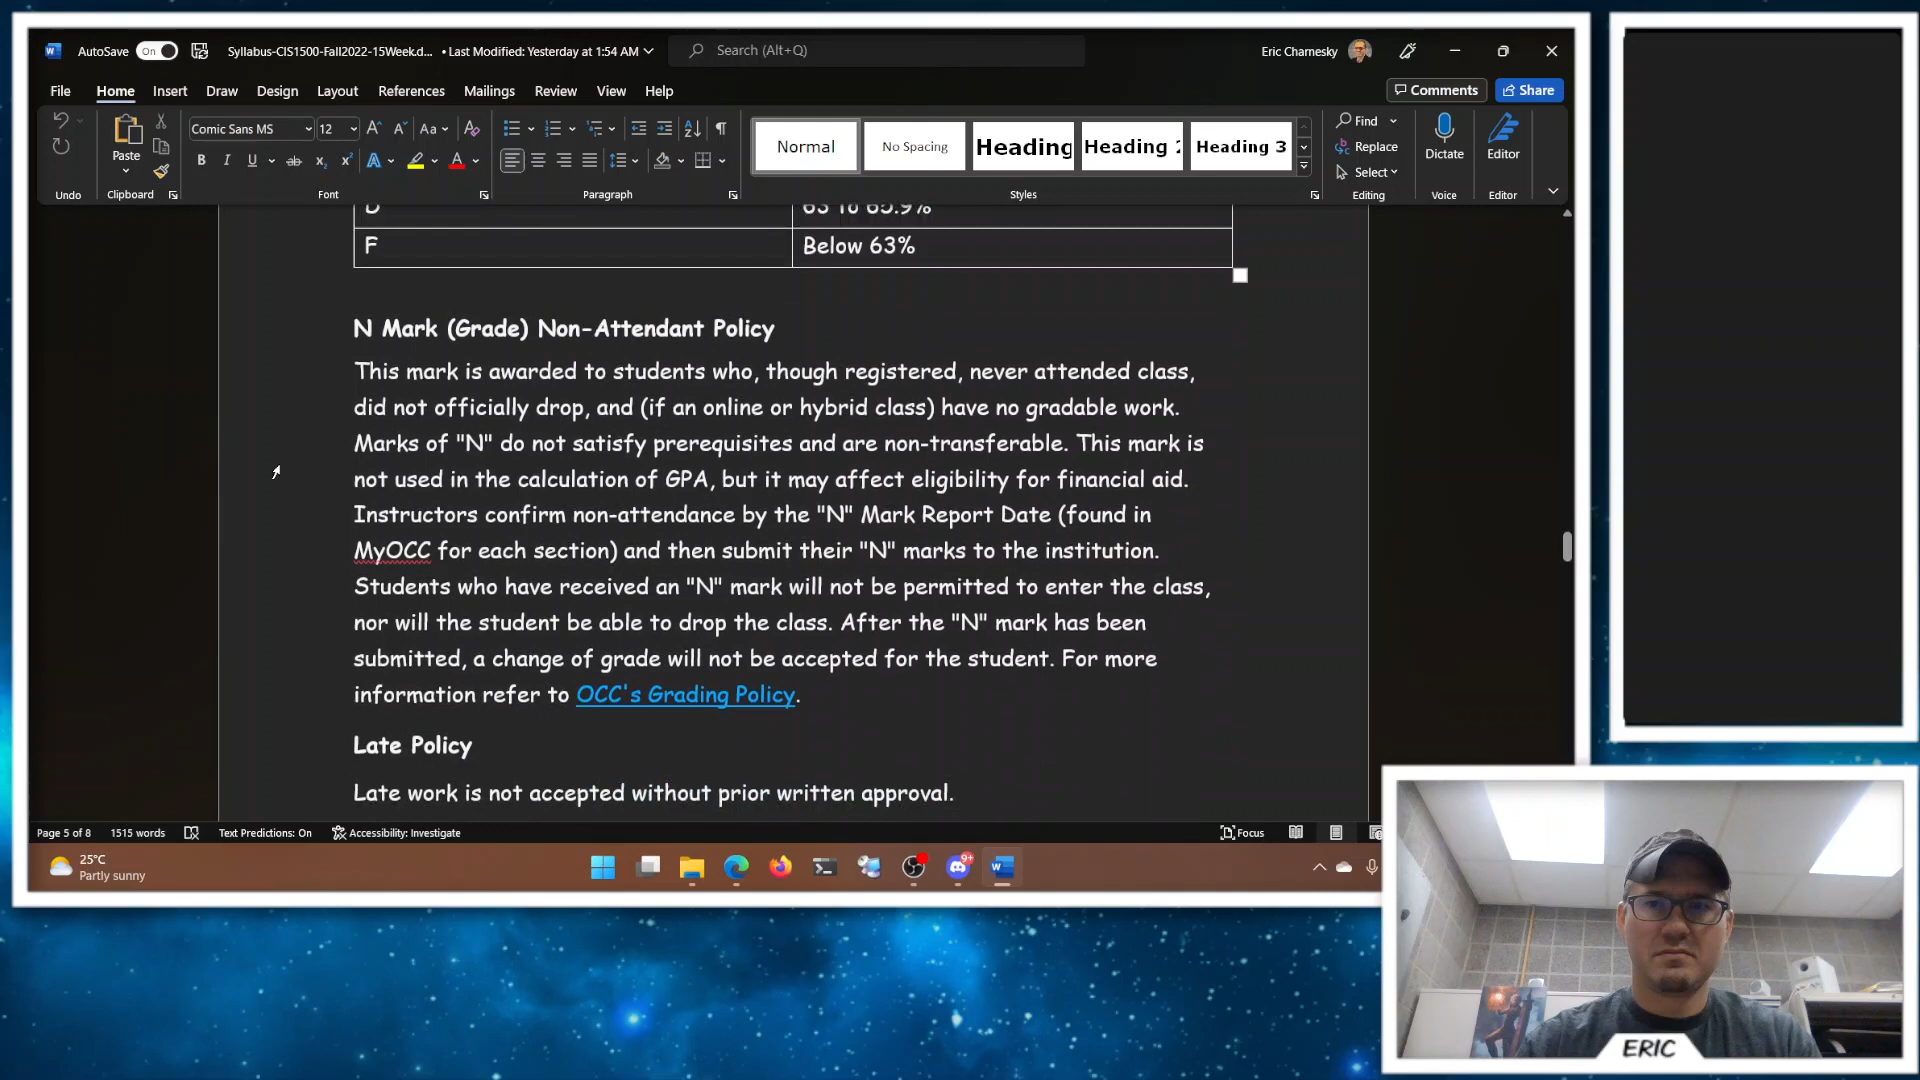 AutoSave On Syllabus-CIS1500-Fall2022-15Week.d... • Last Modified: Yesterday at 1:54 AM Search (Alt+Q) Eric Charnesky
File Home Insert Draw Design Layout References Mailings Review View Help Comments Share
Undo
Paste
Clipboard
Comic Sans MS 12
Font
Paragraph
Normal No Spacing Heading Heading 2 Heading 3
Styles
Find
Replace
Select
Editing
Dictate
Voice
Editor
Editor
D 63 to 65.9%
F Below 63%
N Mark (Grade) Non-Attendant Policy
This mark is awarded to students who, though registered, never attended class,
did not officially drop, and (if an online or hybrid class) have no gradable work.
Marks of "N" do not satisfy prerequisites and are non-transferable. This mark is
not used in the calculation of GPA, but it may affect eligibility for financial aid.
Instructors confirm non-attendance by the "N" Mark Report Date (found in
MyOCC for each section) and then submit their "N" marks to the institution.
Students who have received an "N" mark will not be permitted to enter the class,
nor will the student be able to drop the class. After the "N" mark has been
submitted, a change of grade will not be accepted for the student. For more
information refer to OCC's Grading Policy.
Late Policy
Late work is not accepted without prior written approval.
Page 5 of 8 1515 words Text Predictions: On Accessibility: Investigate Focus
25°C
Partly sunny
9+
ERIC